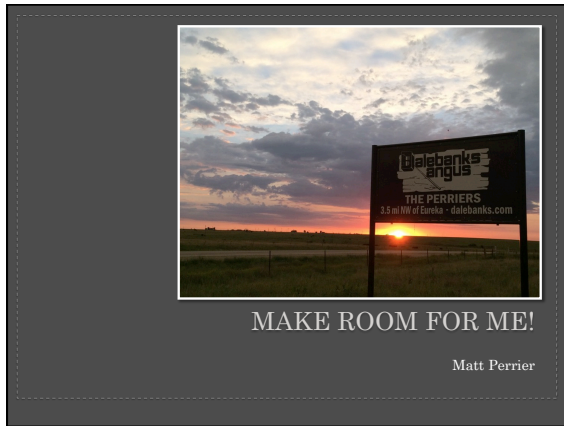 Dalebanks
angus
THE PERRIERS
3.5 mi NW of Eureka - dalebanks.com
MAKE ROOM FOR ME!
Matt Perrier